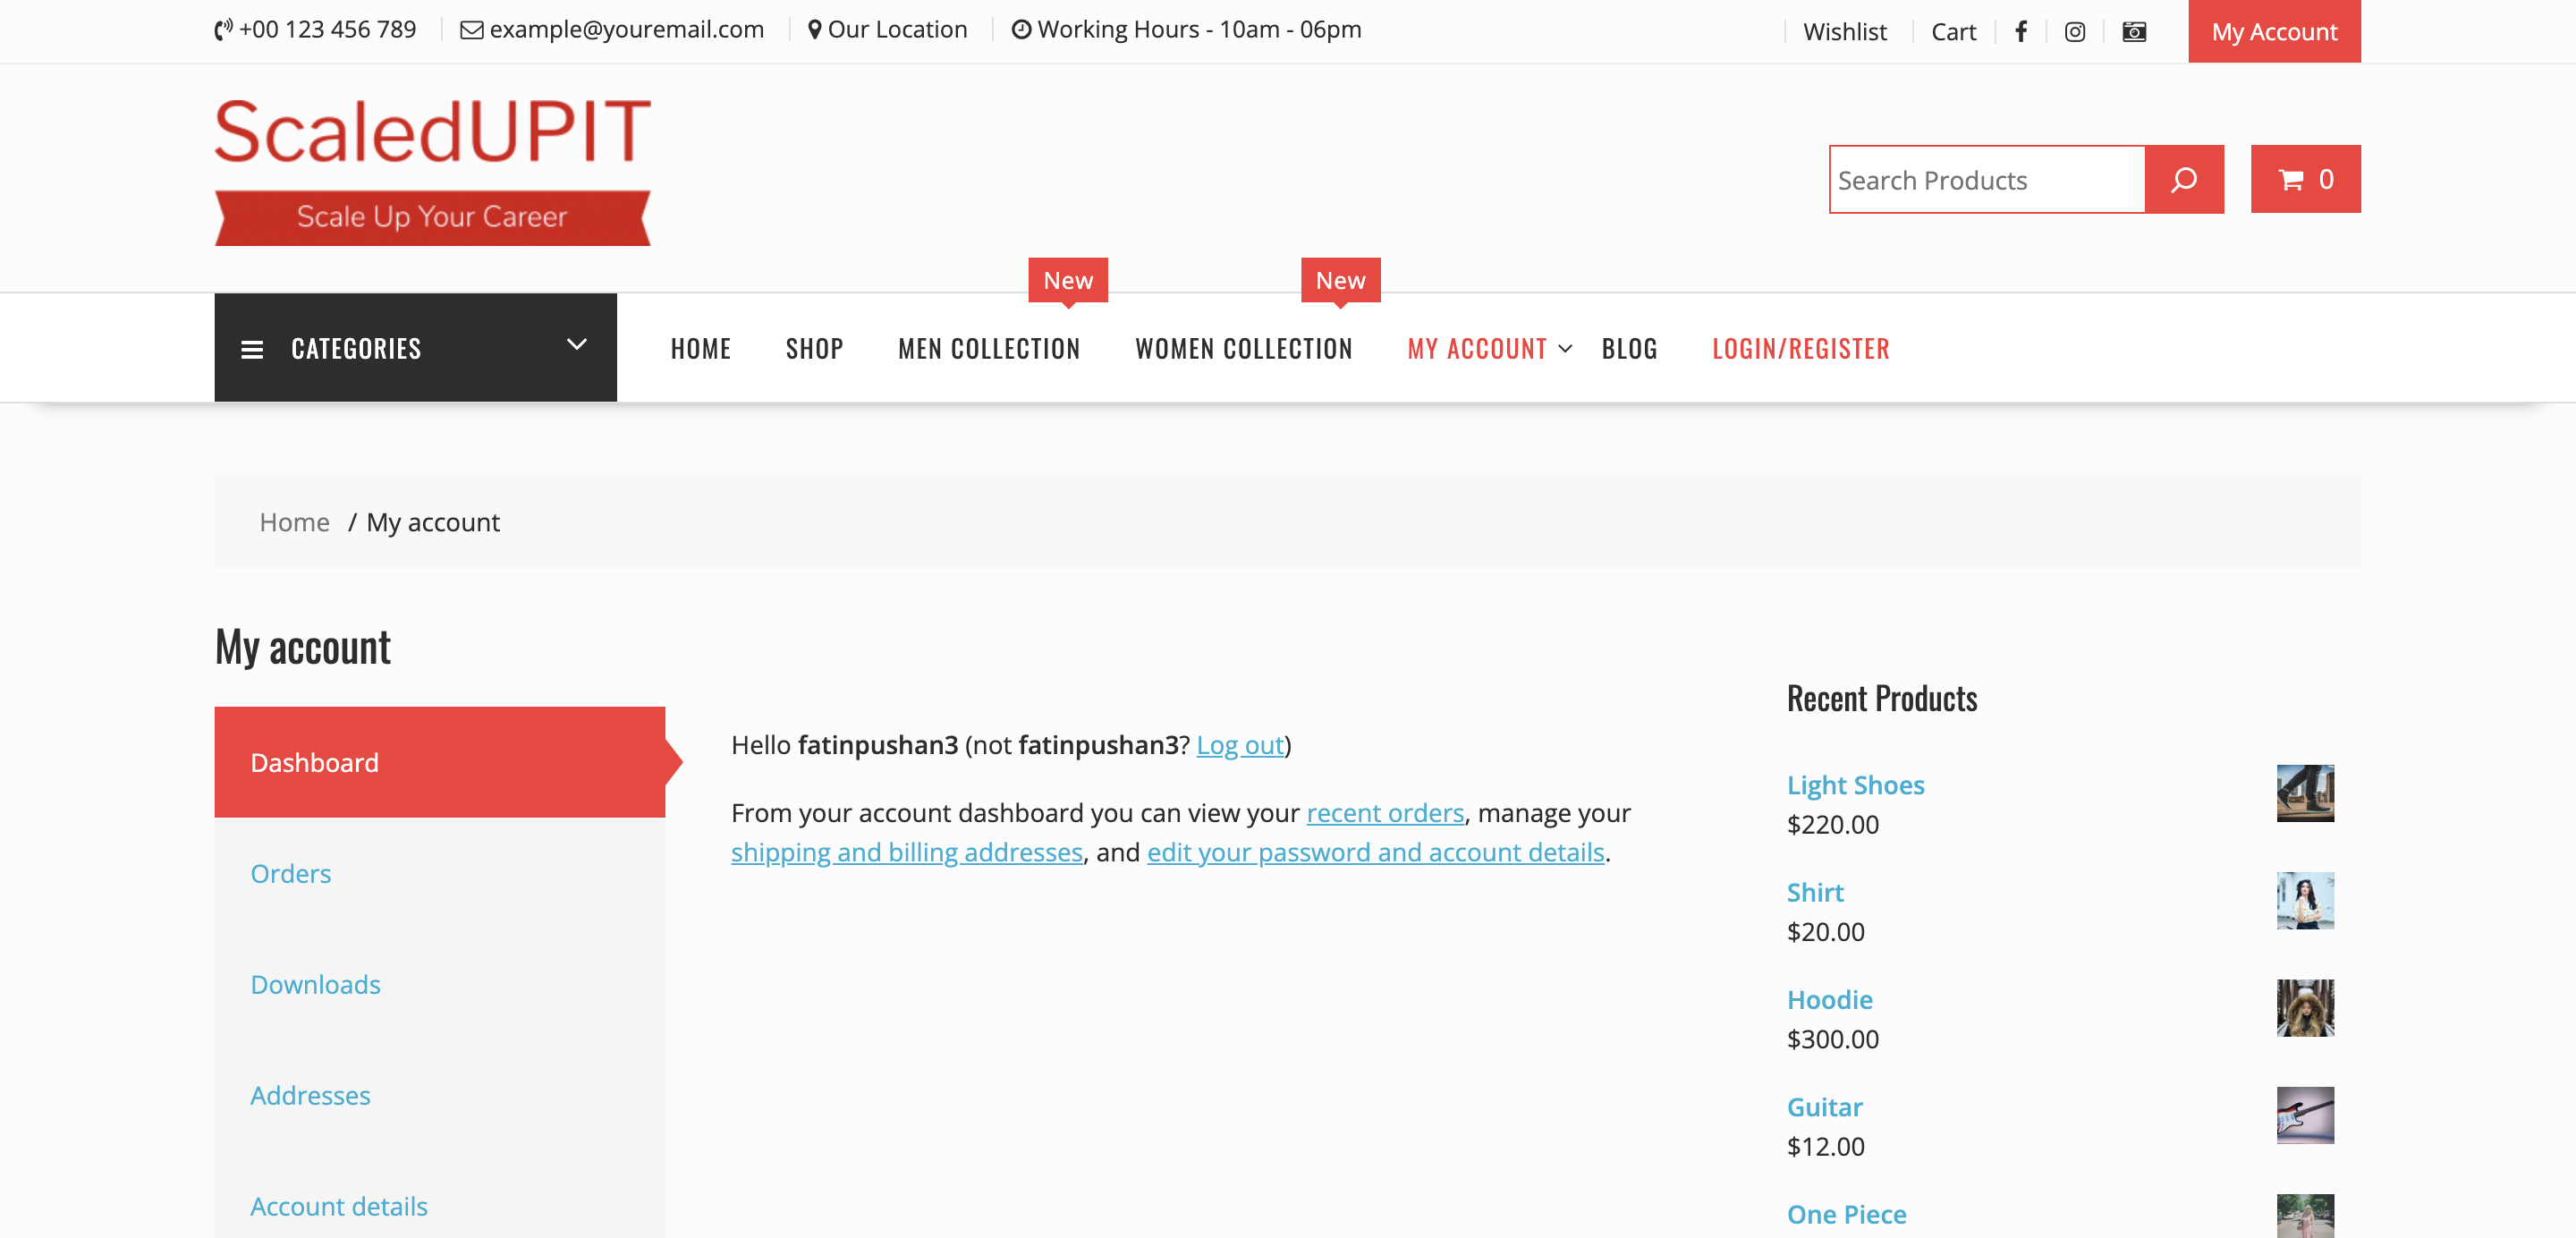 +00 123 456 789 example@youremail.com Our Location Working Hours - 10am - 06pm Wishlist Cart My Account
ScaledUPIT
Scale Up Your Career
Search Products 0
New New
CATEGORIES HOME SHOP MEN COLLECTION WOMEN COLLECTION MY ACCOUNT BLOG LOGIN/REGISTER
Home / My account
My account
Dashboard
Orders
Downloads
Addresses
Account details
Hello fatinpushan3 (not fatinpushan3? Log out)
From your account dashboard you can view your recent orders, manage your
shipping and billing addresses, and edit your password and account details.
Recent Products
Light Shoes
$220.00
Shirt
$20.00
Hoodie
$300.00
Guitar
$12.00
One Piece